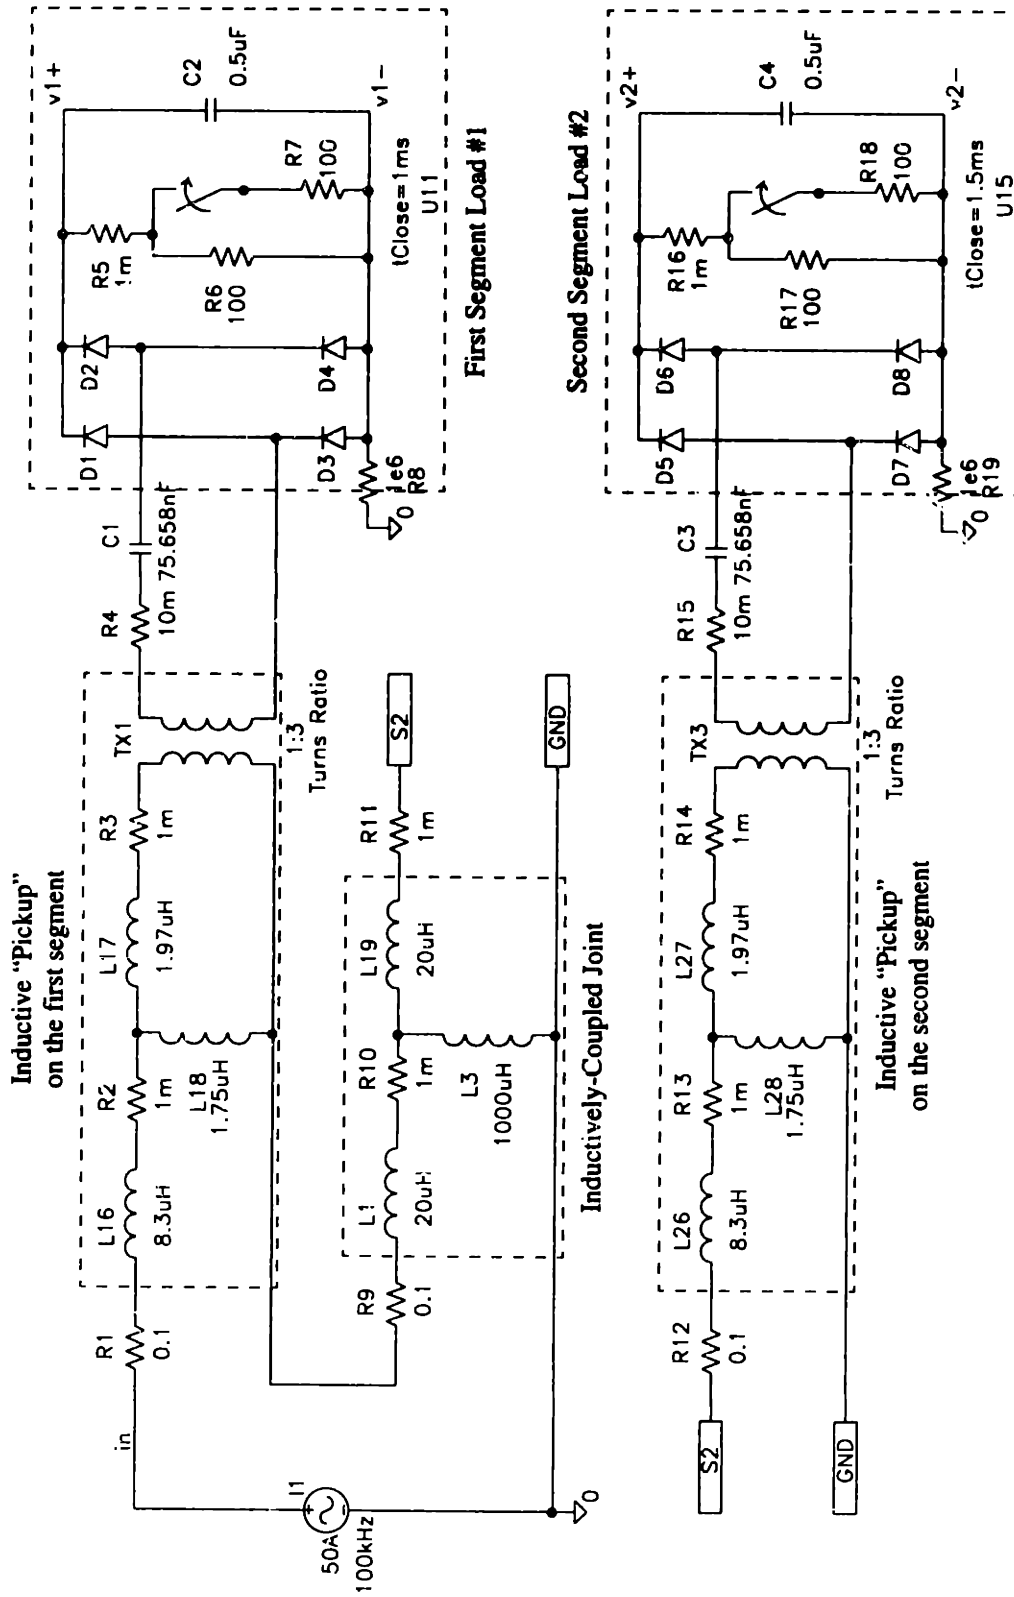 Inductive "Pickup"
on the first segment
in
R1
0.1
L16
8.3uH
R2
1m
L18
1.75uH
L17
1.97uH
R3
1m
TX1
1:3
Turns Ratio
R4
10m
C1
75.658nF
D1
D2
D3
D4
R5
1m
R6
100
R7
100
C2
0.5uF
v1+
v1-
tClose=1ms
U11
1e6
R8
0
First Segment Load #1
I1
50A
100kHz
0
R9
0.1
L1
20uH
R10
1m
L3
1000uH
L19
20uH
R11
1m
S2
GND
Inductively-Coupled Joint
Second Segment Load #2
S2
GND
R12
0.1
L26
8.3uH
R13
1m
L28
1.75uH
L27
1.97uH
R14
1m
TX3
1:3
Turns Ratio
R15
10m
C3
75.658nF
D5
D6
D7
D8
R16
1m
R17
100
R18
100
C4
0.5uF
v2+
v2-
tClose=1.5ms
U15
1e6
R19
0
Inductive "Pickup"
on the second segment